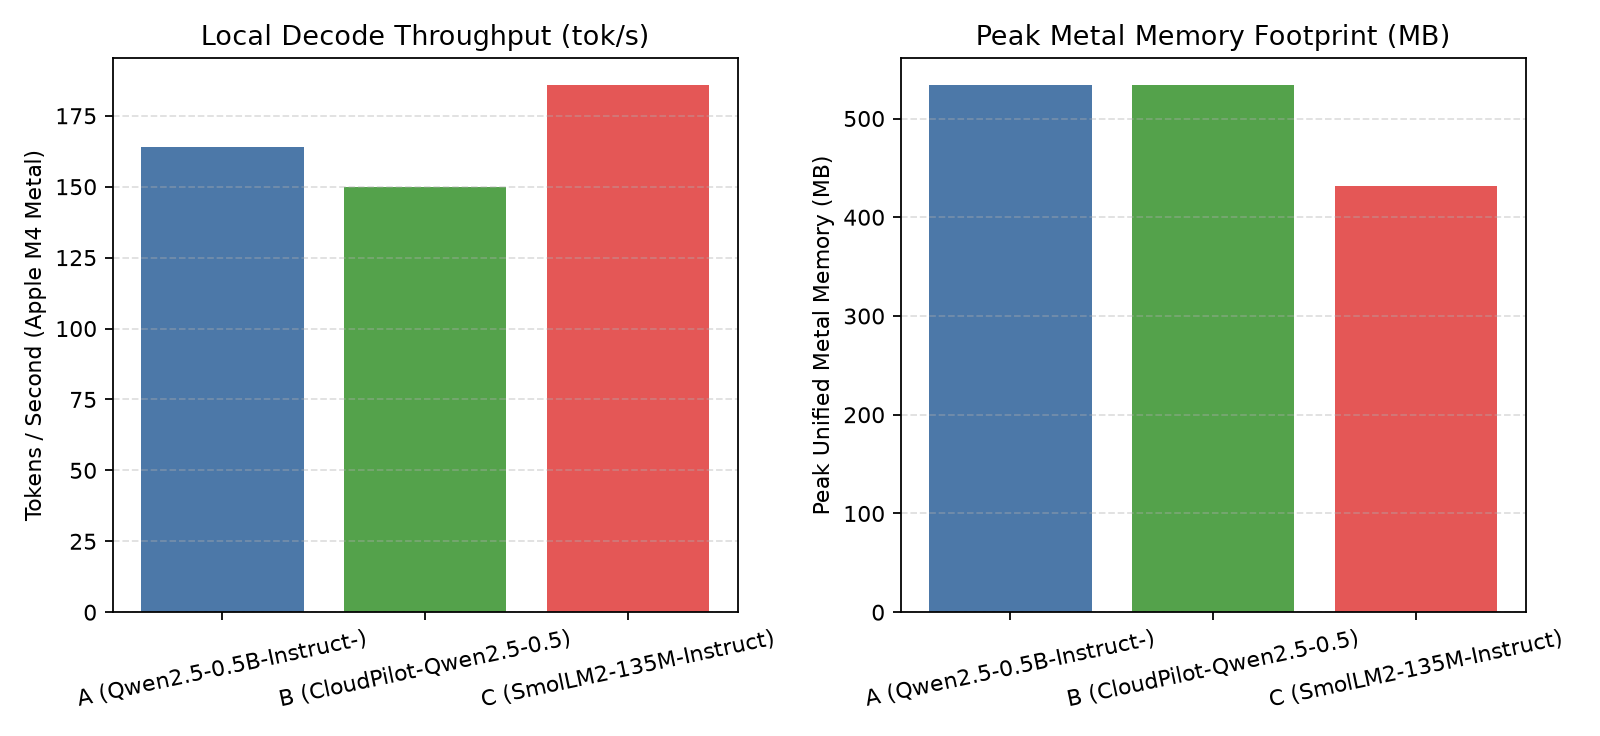 Local Decode Throughput (tok/s)
Tokens / Second (Apple M4 Metal)
175
150
125
100
75
50
25
0
A (Qwen2.5-0.5B-Instruct-)
B (CloudPilot-Qwen2.5-0.5)
C (SmolLM2-135M-Instruct)
Peak Metal Memory Footprint (MB)
Peak Unified Metal Memory (MB)
500
400
300
200
100
0
A (Qwen2.5-0.5B-Instruct-)
B (CloudPilot-Qwen2.5-0.5)
C (SmolLM2-135M-Instruct)